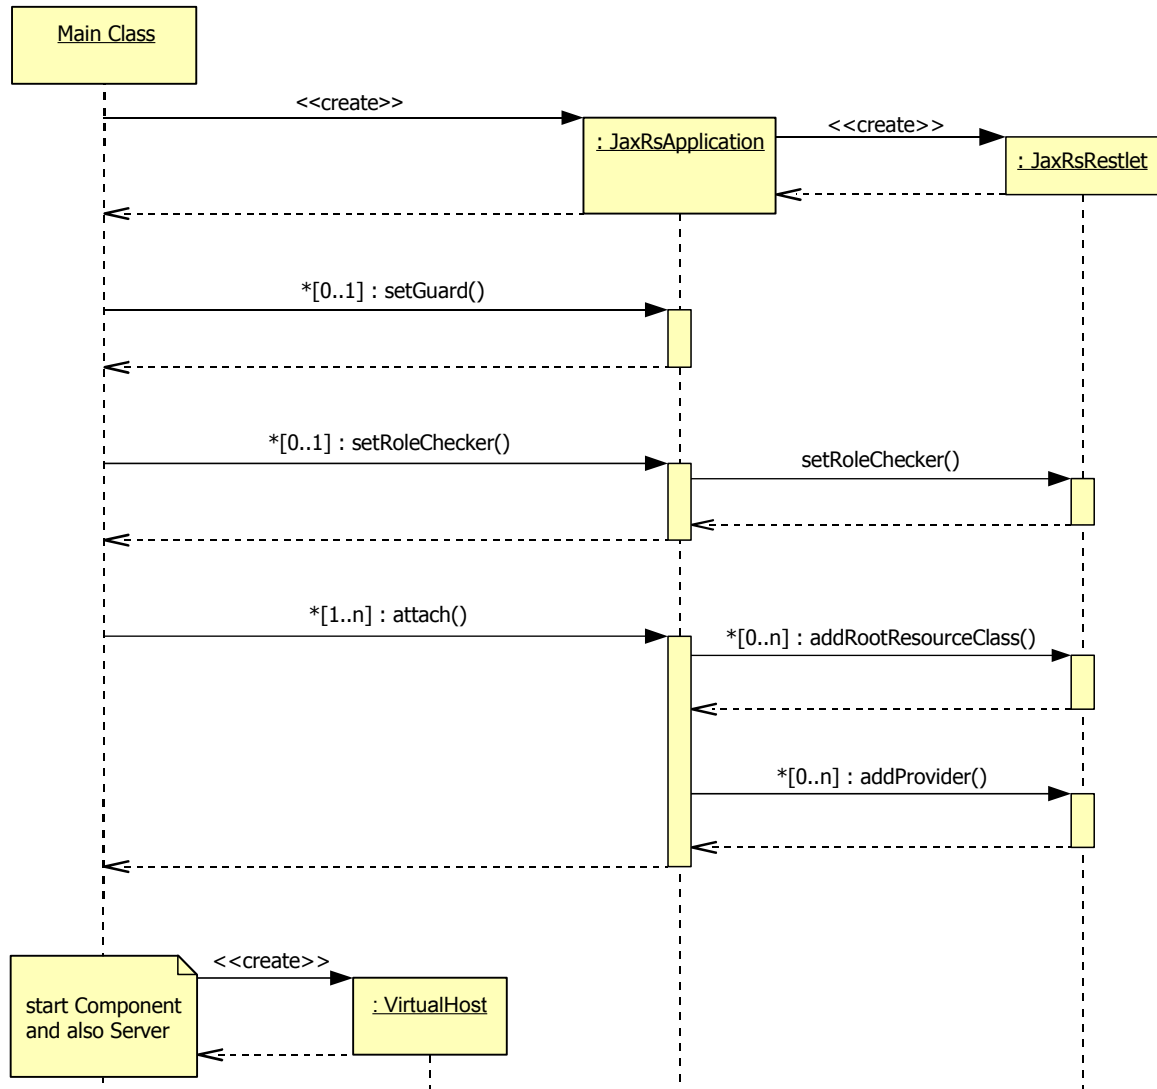 Main Class
<<create>>
<<create>>
: JaxRsApplication
: JaxRsRestlet
*[0..1] : setGuard()
*[0..1] : setRoleChecker()
setRoleChecker()
*[1..n] : attach()
*[0..n] : addRootResourceClass()
*[0..n] : addProvider()
<<create>>
start Component
and also Server
: VirtualHost